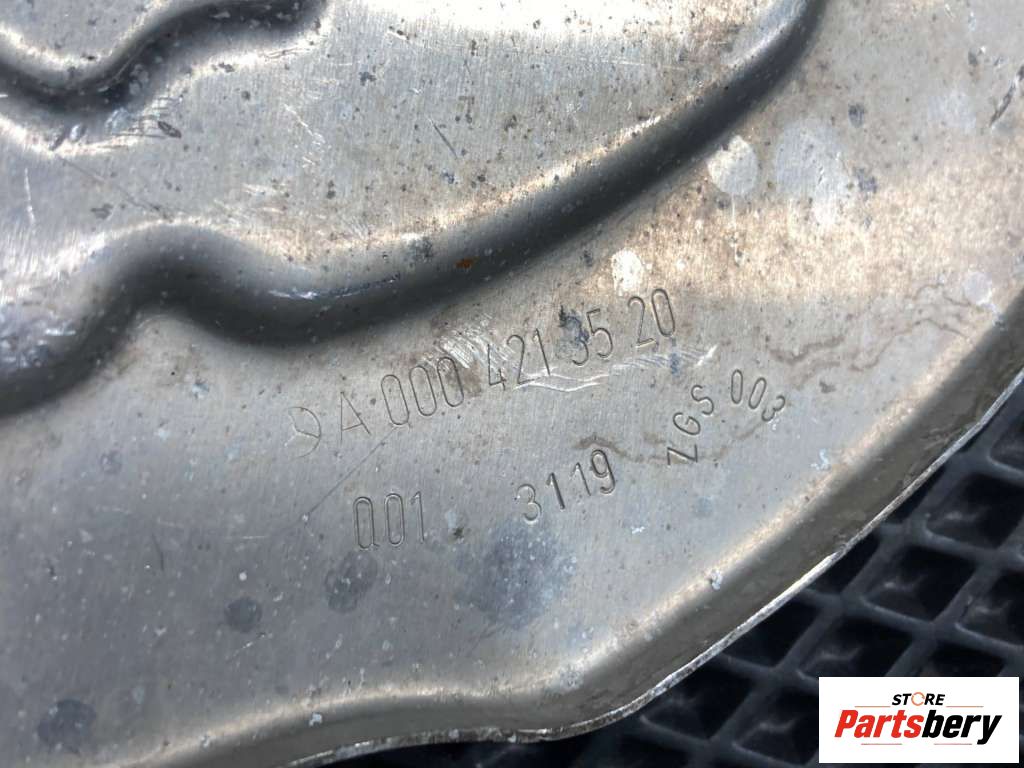 A 000 421 35 20
001 3119 ZGS 003
STORE
Partsbery